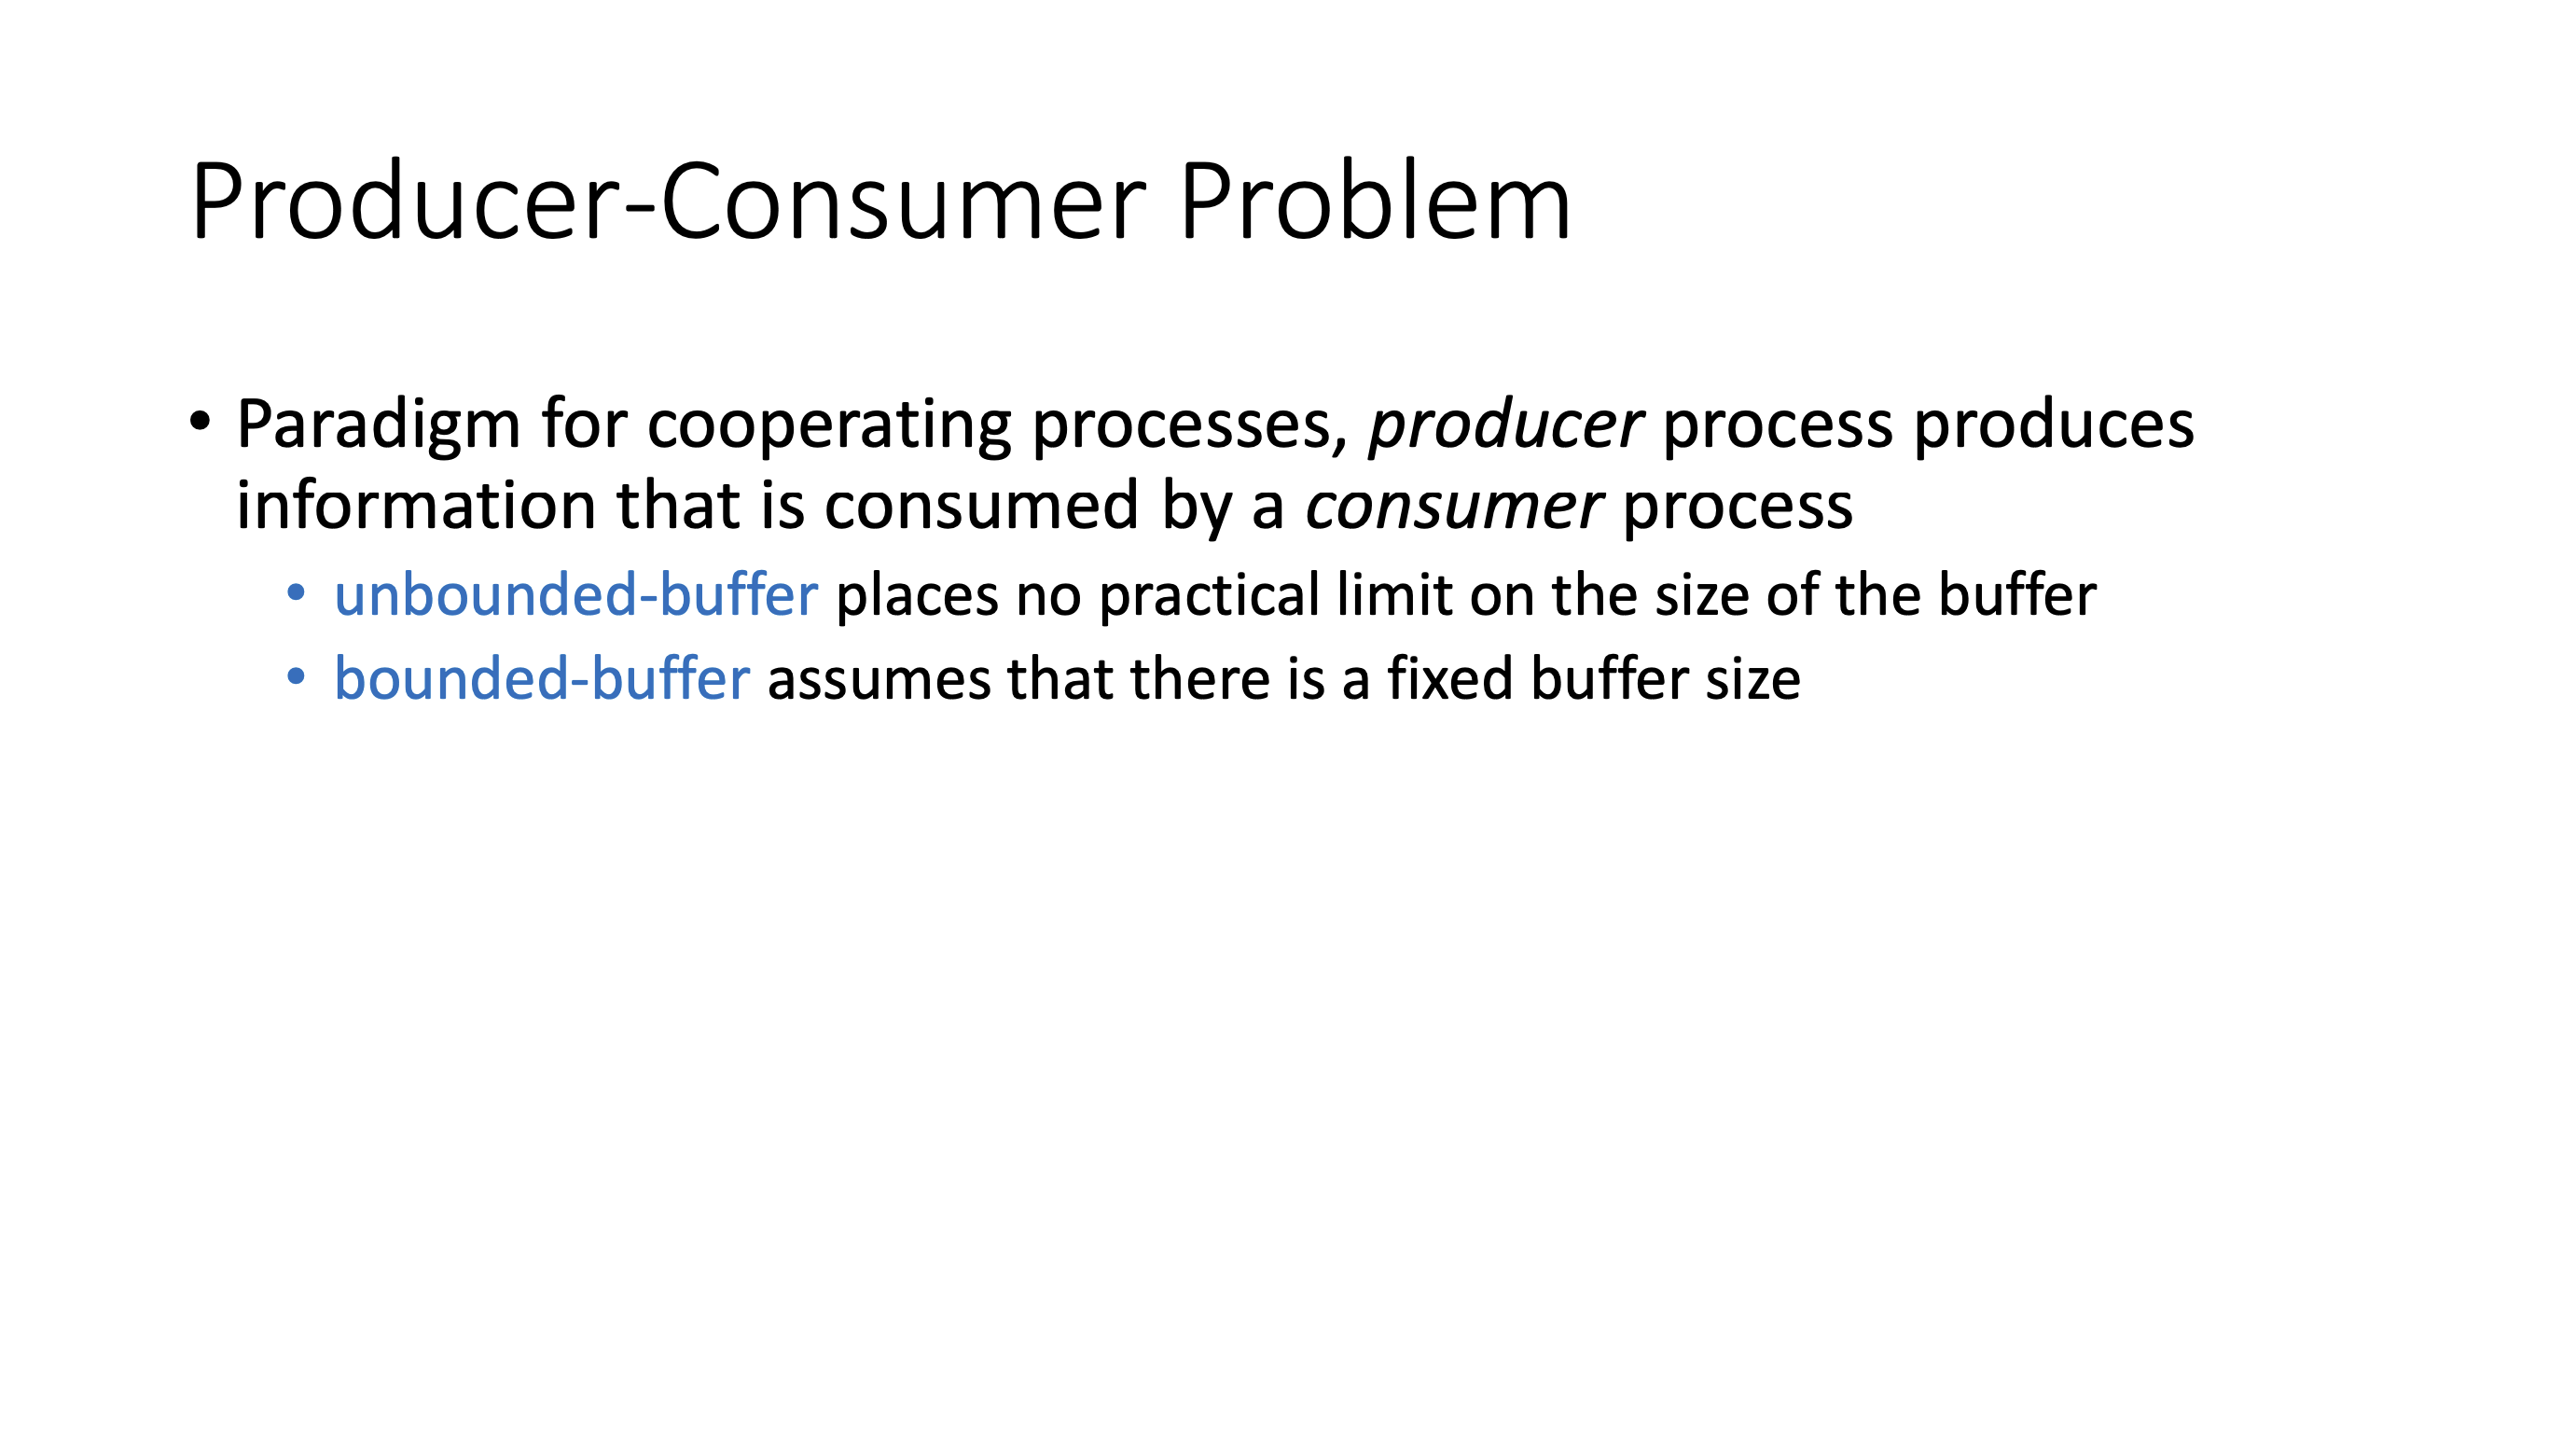 Producer-Consumer Problem
• Paradigm for cooperating processes, producer process produces
information that is consumed by a consumer process
• unbounded-buffer places no practical limit on the size of the buffer
• bounded-buffer assumes that there is a fixed buffer size